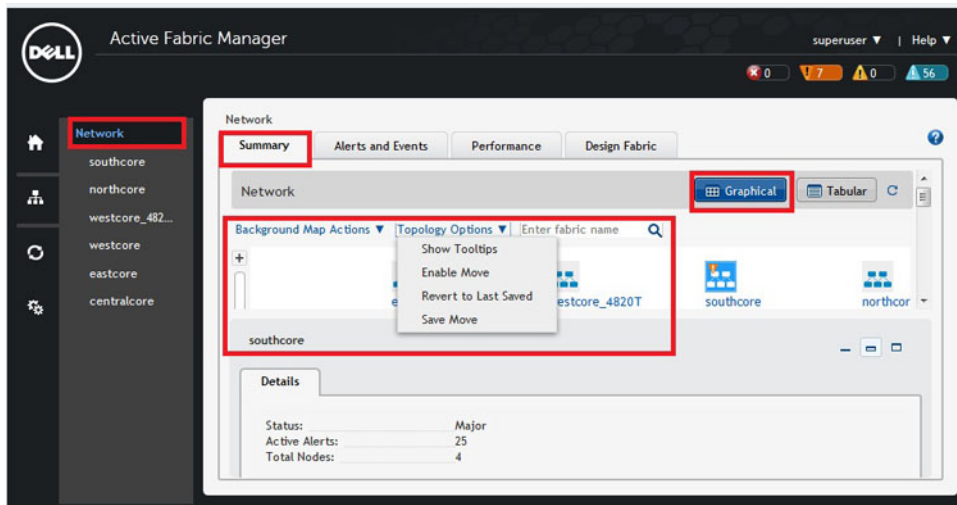 DELL
Active Fabric Manager
superuser ▼ | Help ▼
0 7 0 56
Network
southcore
northcore
westcore_482...
westcore
eastcore
centralcore
Network
Summary Alerts and Events Performance Design Fabric
Network Graphical Tabular
Background Map Actions ▼ Topology Options ▼ Enter fabric name
Show Tooltips
Enable Move
Revert to Last Saved
Save Move
e estcore_4820T southcore northcor
southcore
Details
Status: Major
Active Alerts: 25
Total Nodes: 4